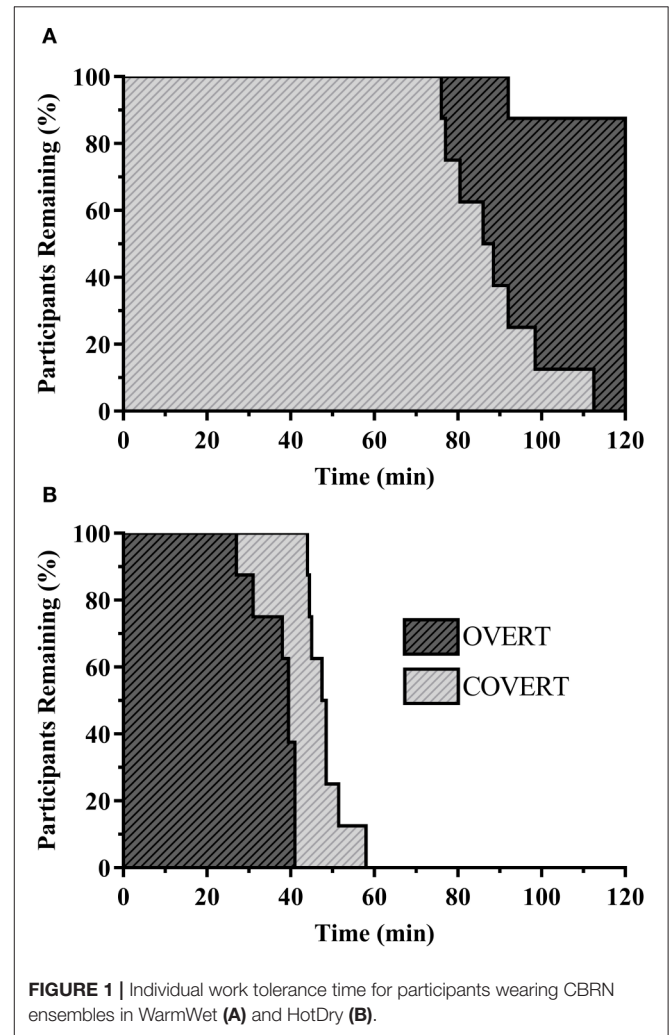 A
Participants Remaining (%)
100
80
60
40
20
0
0 20 40 60 80 100 120
Time (min)
B
Participants Remaining (%)
100
80
60
40
20
0
OVERT
COVERT
0 20 40 60 80 100 120
Time (min)
FIGURE 1 | Individual work tolerance time for participants wearing CBRN
ensembles in WarmWet (A) and HotDry (B).